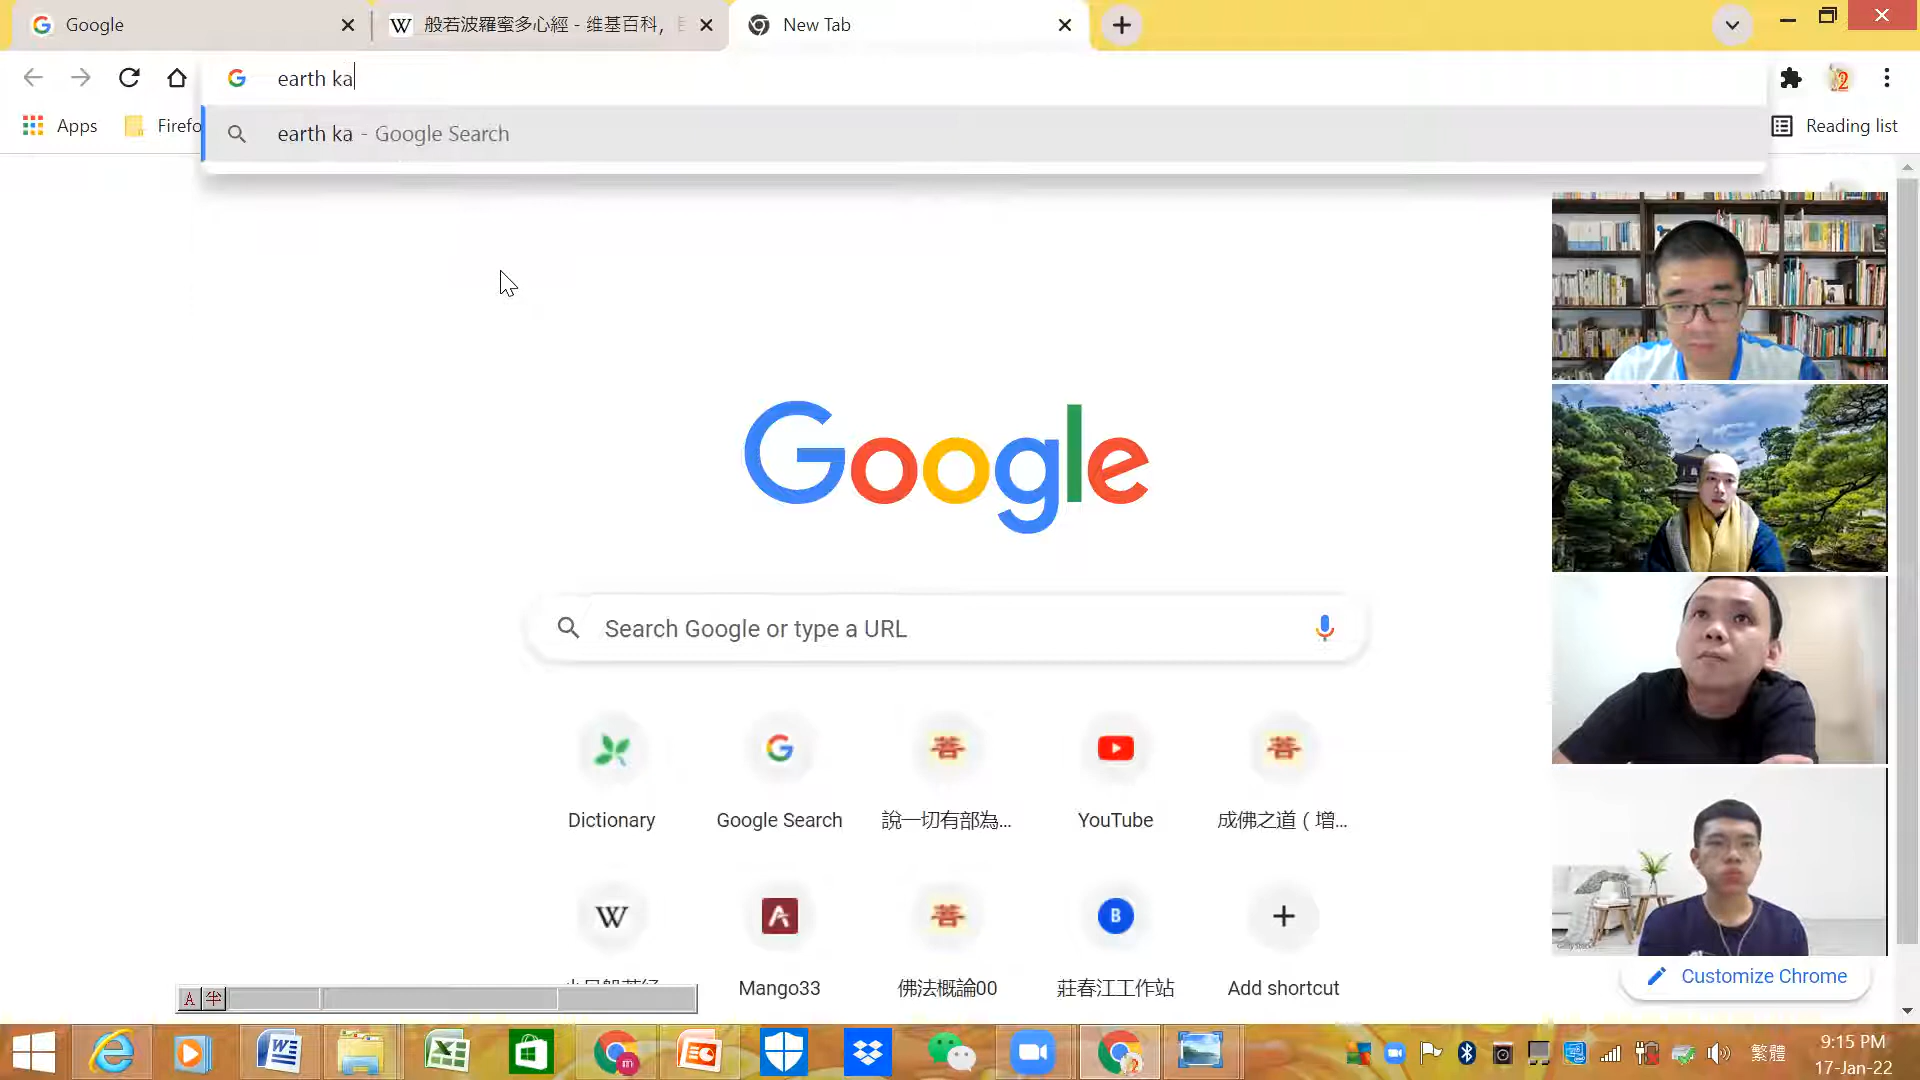 Google
般若波羅蜜多心經 - 维基百科，
New Tab
earth ka
Apps
Firefo
earth ka - Google Search
Reading list
Google
Search Google or type a URL
Dictionary
Google Search
說一切有部為...
YouTube
成佛之道（增...
Mango33
佛法概論00
莊春江工作站
Add shortcut
Customize Chrome
A 半
繁體
9:15 PM
17-Jan-22